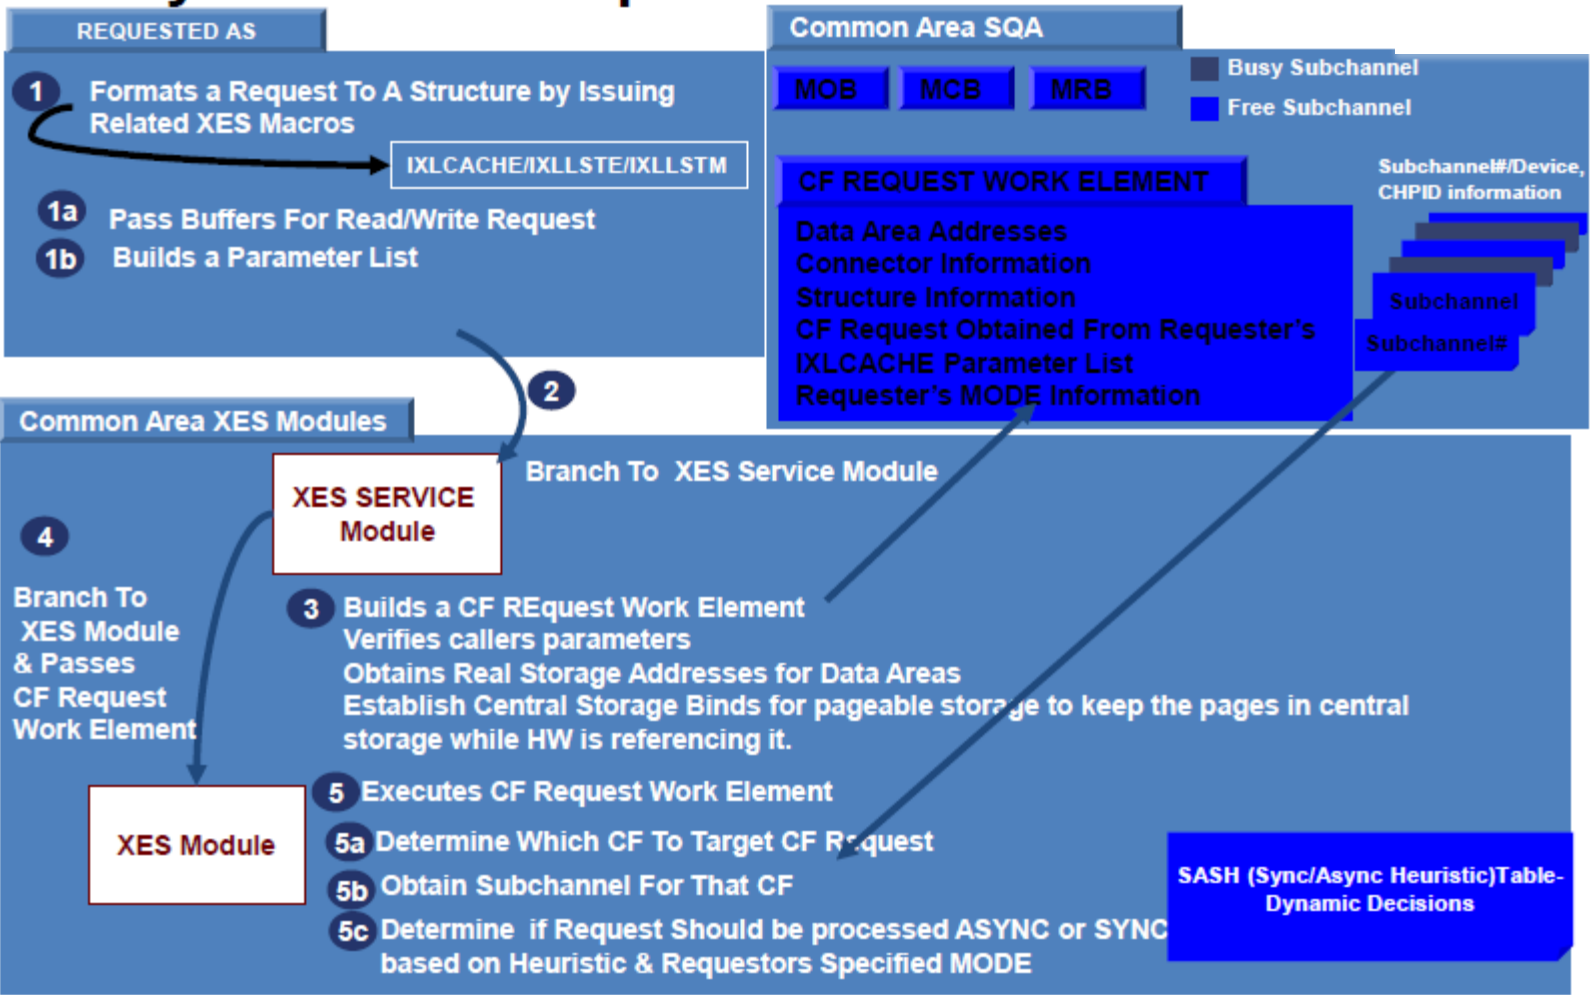 REQUESTED AS
1
Formats a Request To A Structure by Issuing
Related XES Macros
IXLCACHE/IXLLSTE/IXLLSTM
1a
Pass Buffers For Read/Write Request
1b
Builds a Parameter List
2
Common Area SQA
MOB
MCB
MRB
Busy Subchannel
Free Subchannel
CF REQUEST WORK ELEMENT
Data Area Addresses
Connector Information
Structure Information
CF Request Obtained From Requester's
IXLCACHE Parameter List
Requester's MODE Information
Subchannel#/Device,
CHPID information
Subchannel
Subchannel#
Common Area XES Modules
XES SERVICE
Module
Branch To XES Service Module
4
Branch To
XES Module
& Passes
CF Request
Work Element
3
Builds a CF REquest Work Element
Verifies callers parameters
Obtains Real Storage Addresses for Data Areas
Establish Central Storage Binds for pageable storage to keep the pages in central
storage while HW is referencing it.
XES Module
5
Executes CF Request Work Element
5a
Determine Which CF To Target CF Request
5b
Obtain Subchannel For That CF
5c
Determine if Request Should be processed ASYNC or SYNC
based on Heuristic & Requestors Specified MODE
SASH (Sync/Async Heuristic)Table-
Dynamic Decisions